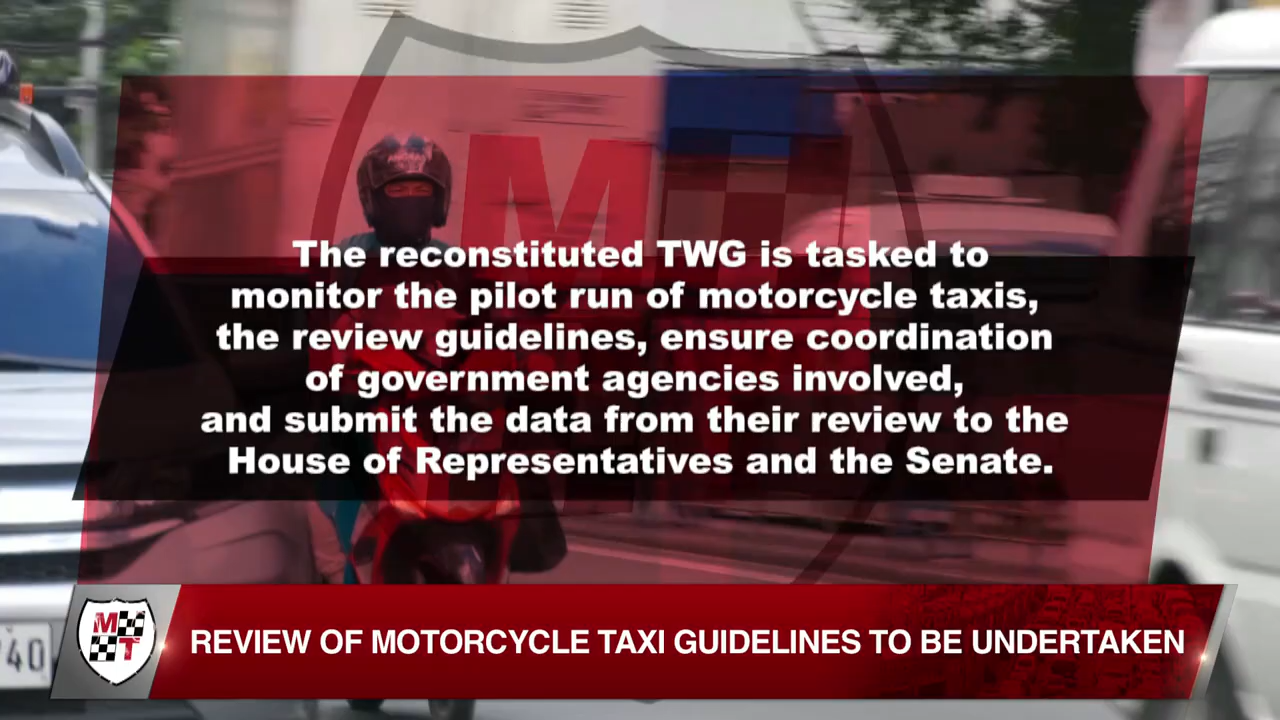 The reconstituted TWG is tasked to
monitor the pilot run of motorcycle taxis,
the review guidelines, ensure coordination
of government agencies involved,
and submit the data from their review to the
House of Representatives and the Senate.
MT
REVIEW OF MOTORCYCLE TAXI GUIDELINES TO BE UNDERTAKEN
40